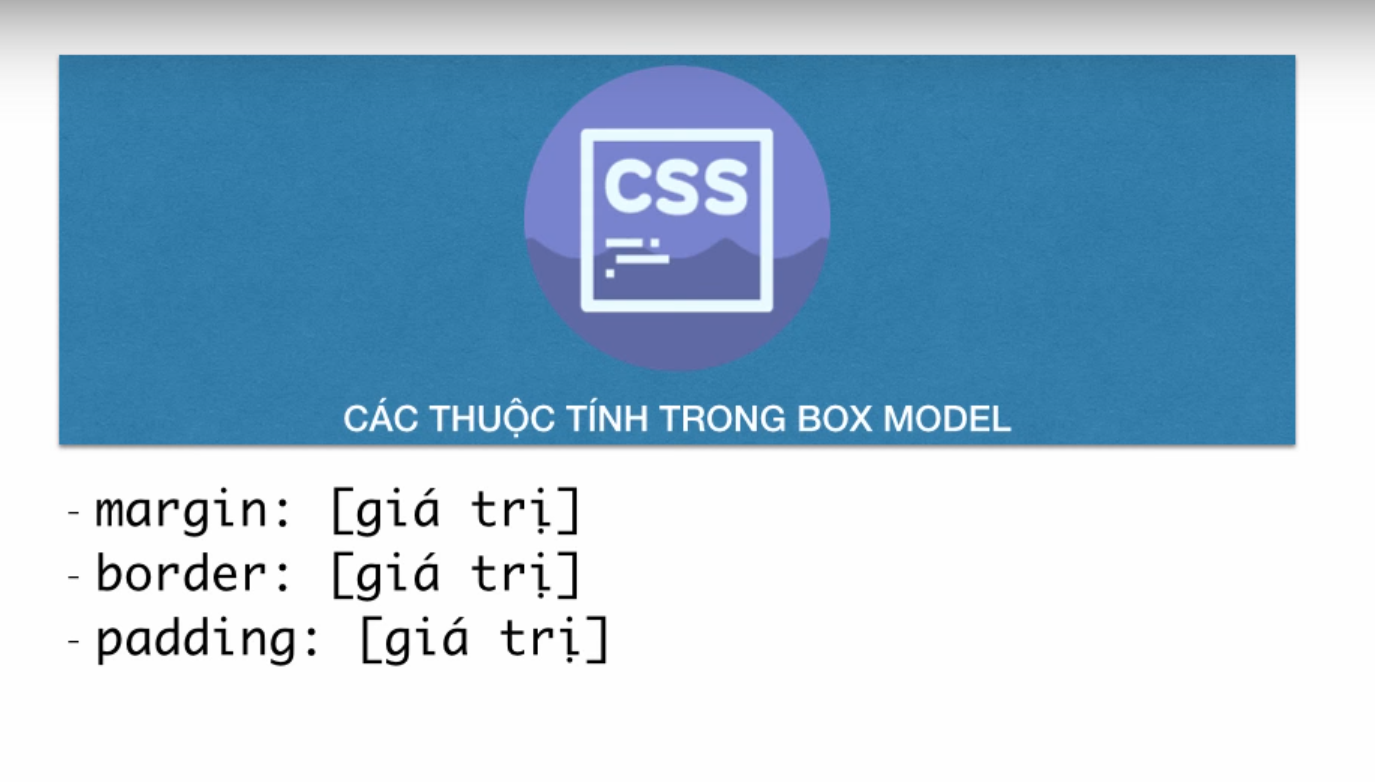 CSS
CÁC THUỘC TÍNH TRONG BOX MODEL
- margin: [giá trị]
- border: [giá trị]
- padding: [giá trị]